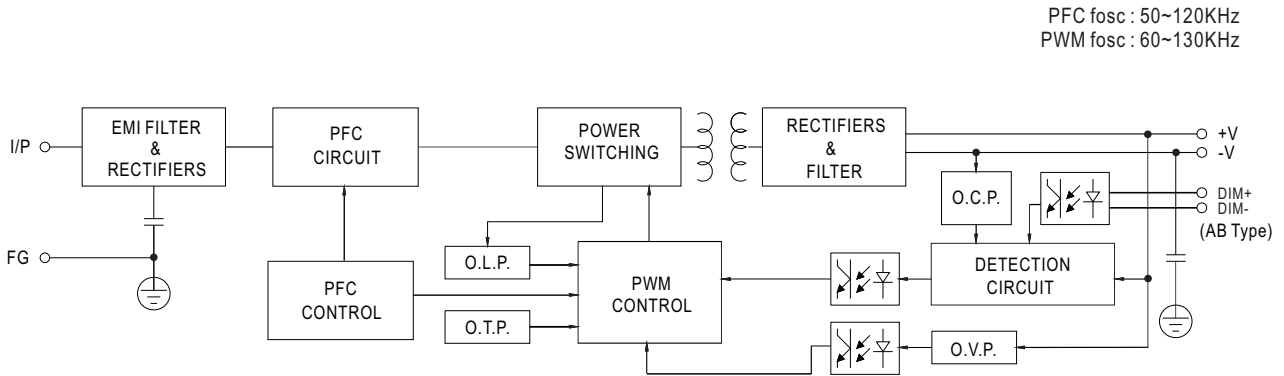 PFC fosc : 50~120KHz
PWM fosc : 60~130KHz
I/P
EMI FILTER
&
RECTIFIERS
PFC
CIRCUIT
POWER
SWITCHING
RECTIFIERS
&
FILTER
+V
-V
O.C.P.
DIM+
DIM-
(AB Type)
FG
O.L.P.
PFC
CONTROL
PWM
CONTROL
DETECTION
CIRCUIT
O.T.P.
O.V.P.